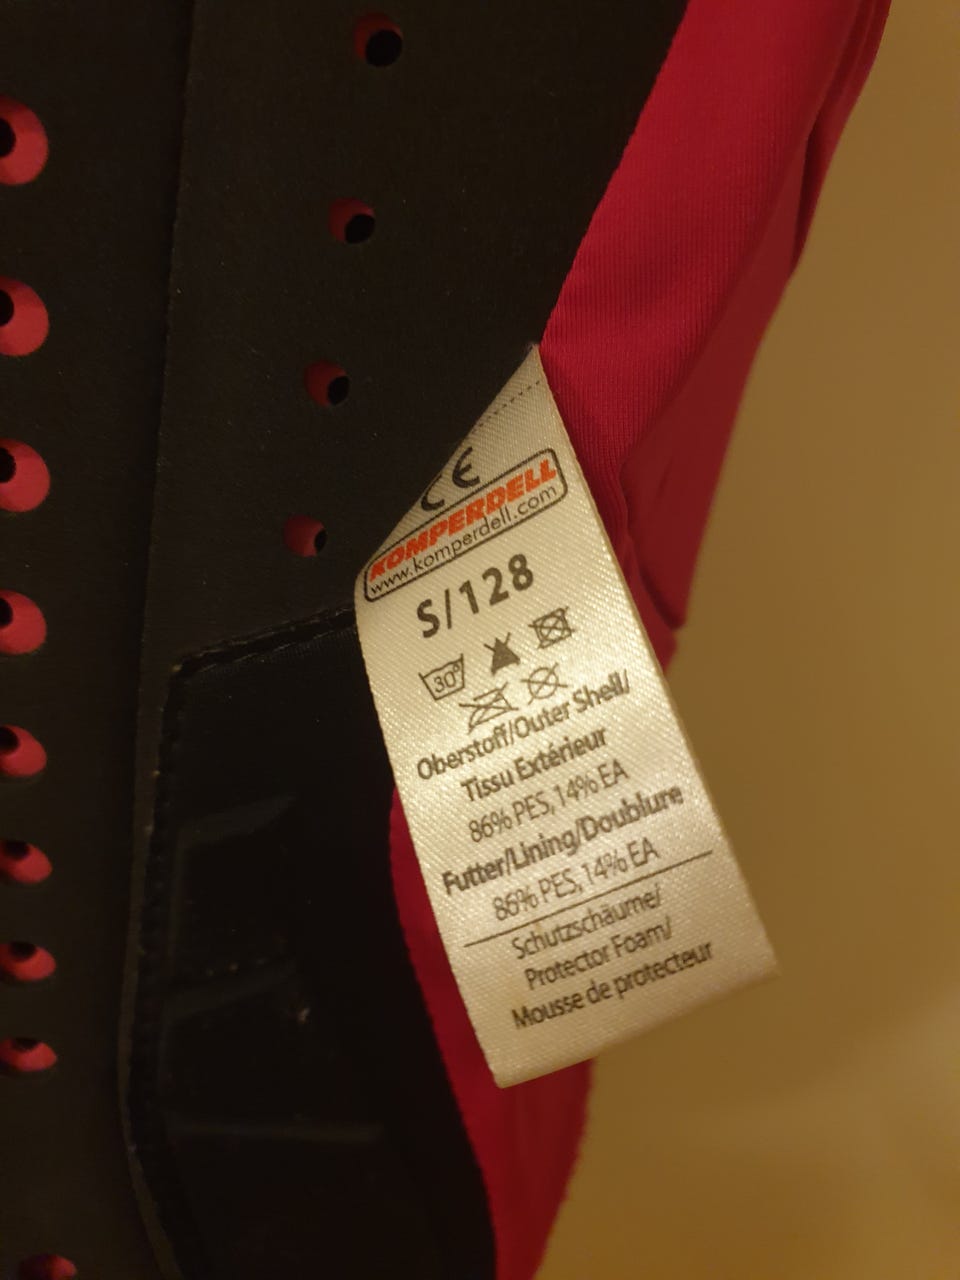 CE
KOMPERDELL
www.komperdell.com
S/128
30°
Oberstoff/Outer Shell/
Tissu Extérieur
86% PES, 14% EA
Futter/Lining/Doublure
86% PES, 14% EA
Schutzschäume/
Protector Foam/
Mousse de protecteur